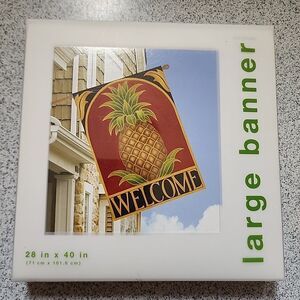 large banner
WELCOME
28 in x 40 in
(71 cm x 101.6 cm)